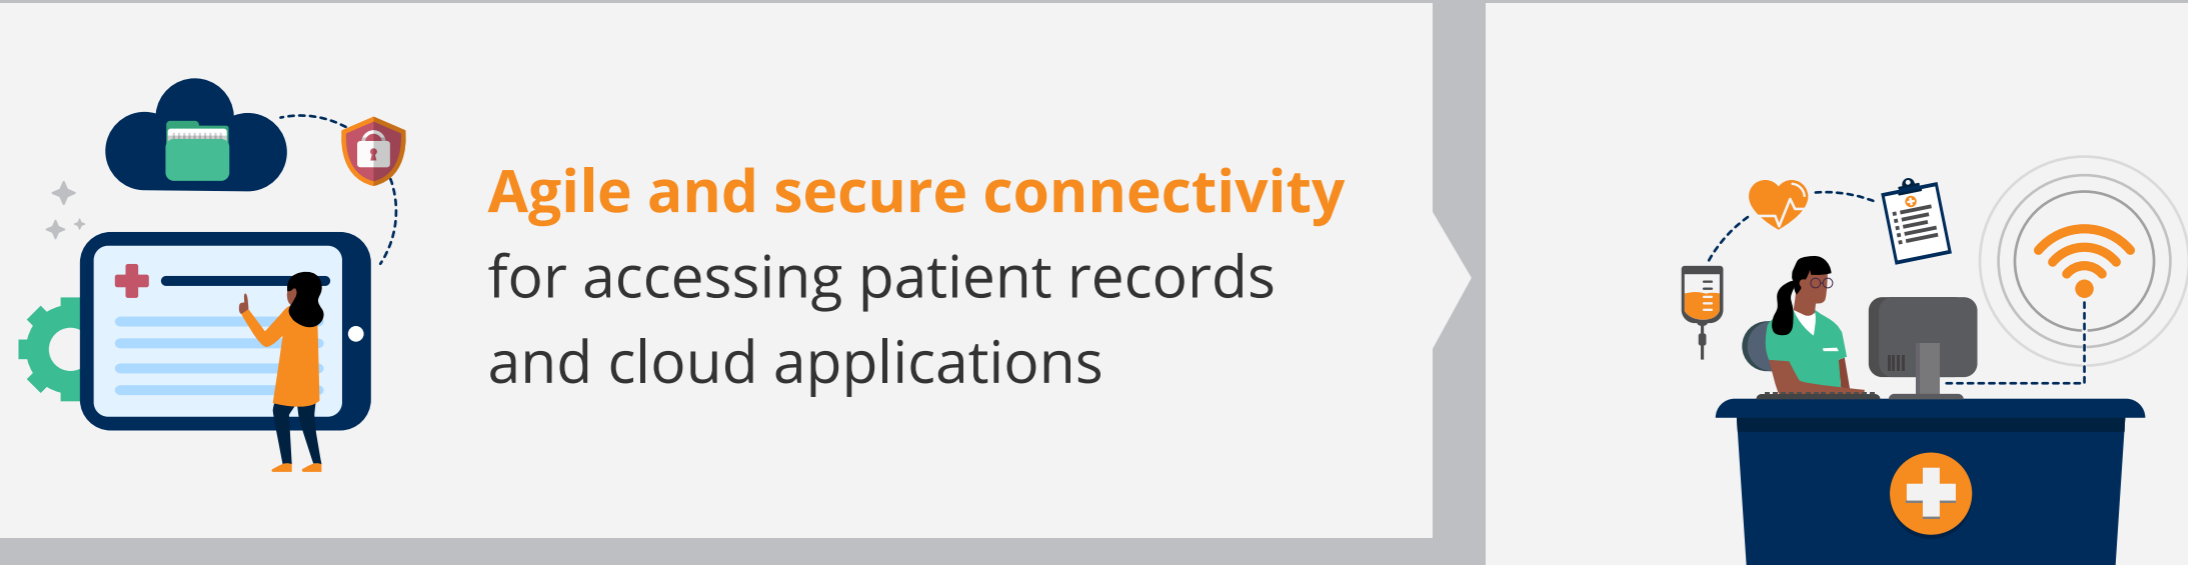 Agile and secure connectivity
for accessing patient records
and cloud applications